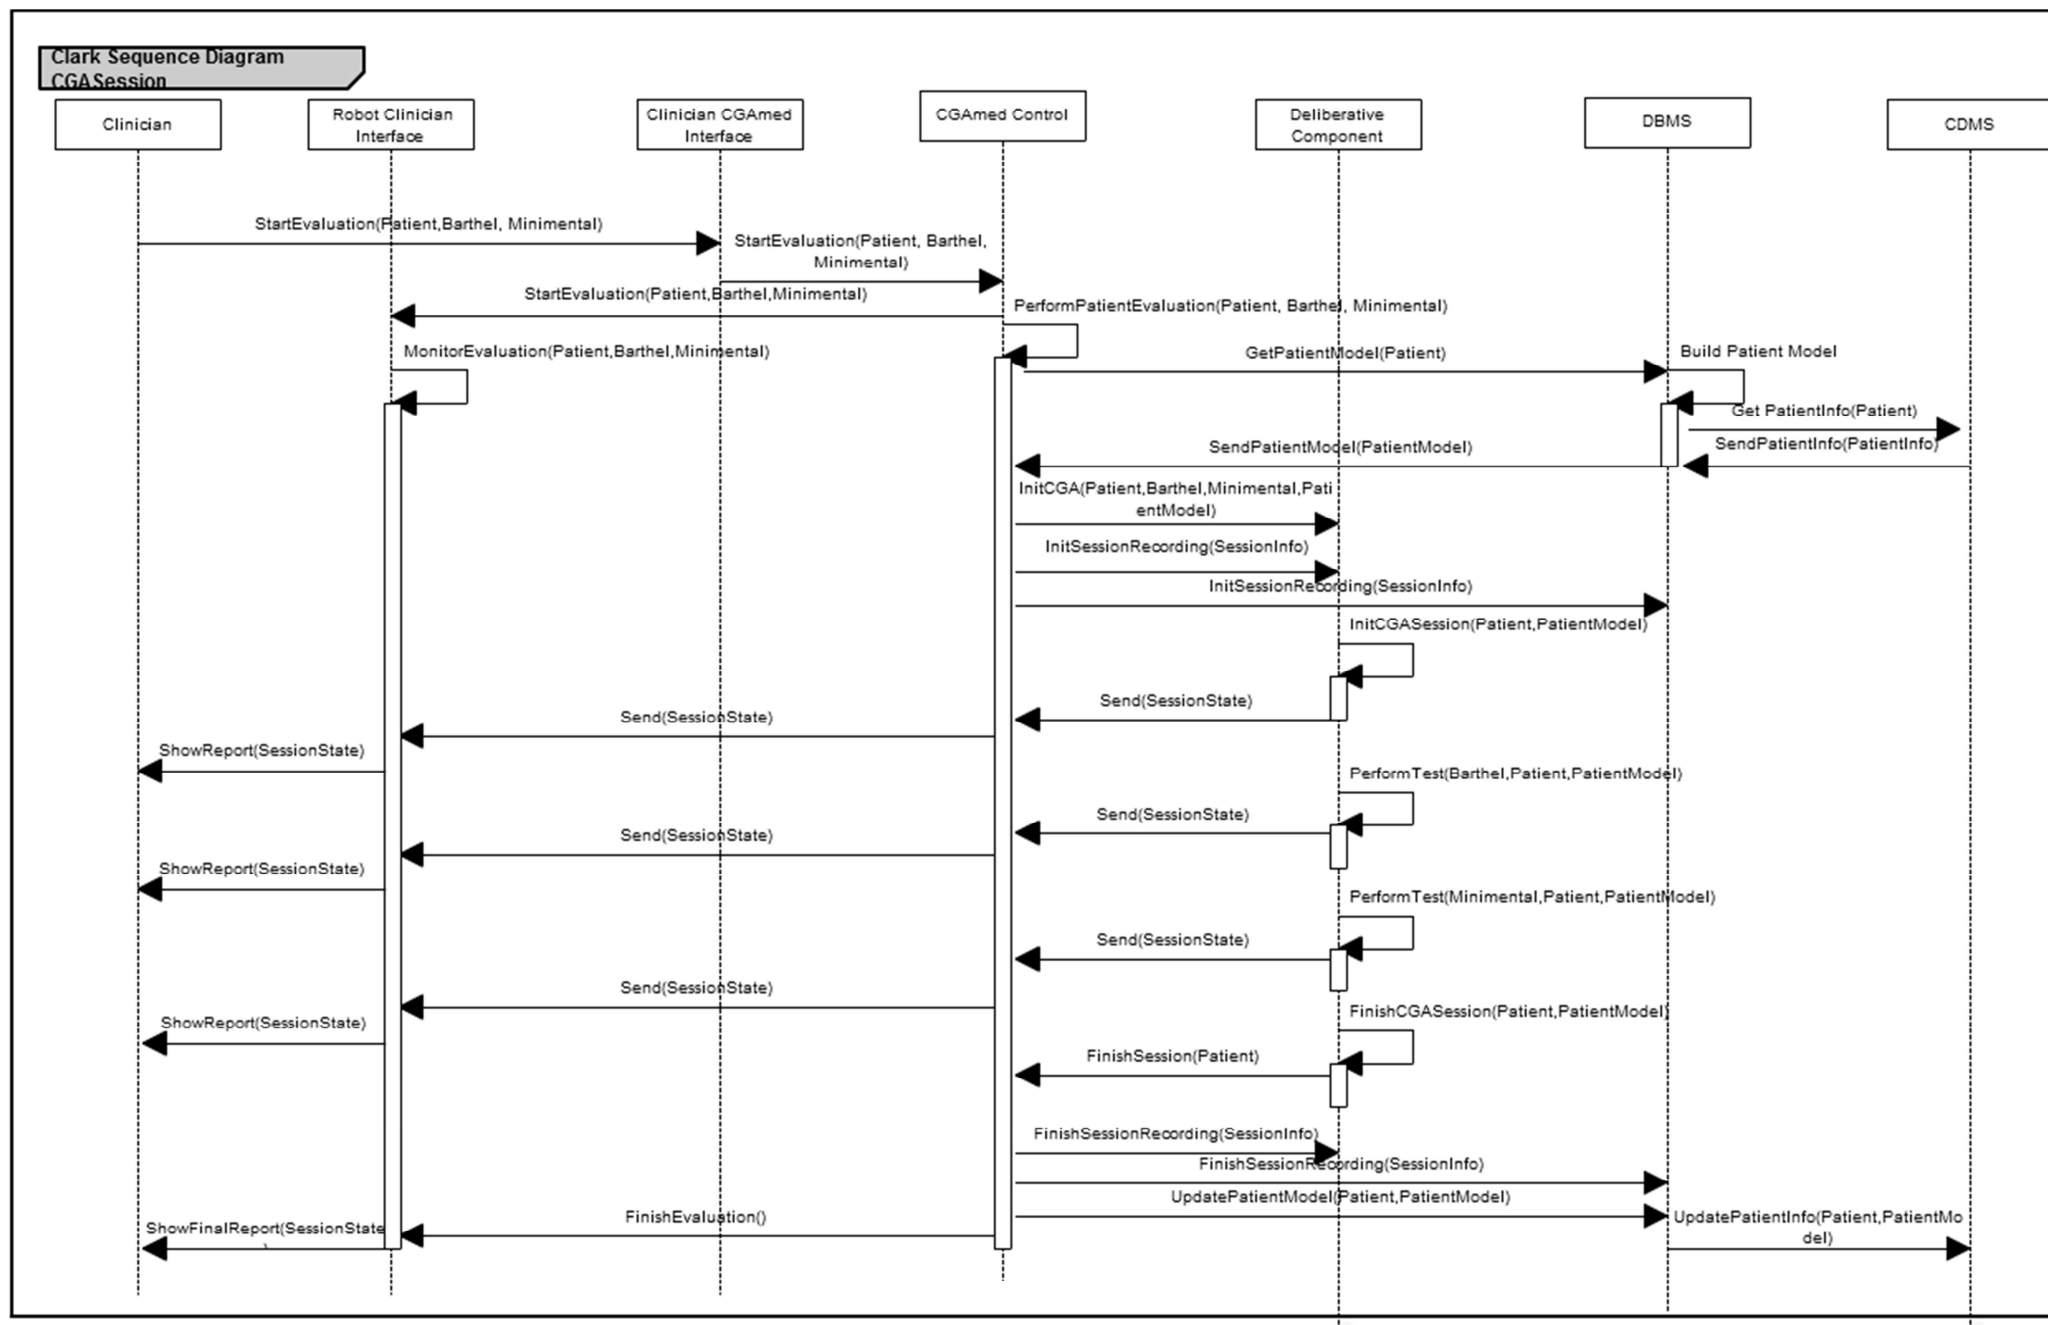 Clark Sequence Diagram
CGASession
Clinician
Robot Clinician
Interface
Clinician CGAmed
Interface
CGAmed Control
Deliberative
Component
DBMS
CDMS
StartEvaluation(Patient,Barthel, Minimental)
StartEvaluation(Patient, Barthel,
Minimental)
StartEvaluation(Patient,Barthel,Minimental)
PerformPatientEvaluation(Patient, Barthel, Minimental)
MonitorEvaluation(Patient,Barthel,Minimental)
GetPatientModel(Patient)
Build Patient Model
Get PatientInfo(Patient)
SendPatientInfo(PatientInfo)
SendPatientModel(PatientModel)
InitCGA(Patient,Barthel,Minimental,Pati
entModel)
InitSessionRecording(SessionInfo)
InitSessionRecording(SessionInfo)
InitCGASession(Patient,PatientModel)
Send(SessionState)
Send(SessionState)
ShowReport(SessionState)
PerformTest(Barthel,Patient,PatientModel)
Send(SessionState)
Send(SessionState)
ShowReport(SessionState)
PerformTest(Minimental,Patient,PatientModel)
Send(SessionState)
Send(SessionState)
ShowReport(SessionState)
FinishCGASession(Patient,PatientModel)
FinishSession(Patient)
FinishSessionRecording(SessionInfo)
FinishSessionRecording(SessionInfo)
UpdatePatientModel(Patient,PatientModel)
UpdatePatientInfo(Patient,PatientMo
del)
FinishEvaluation()
ShowFinalReport(SessionState
)